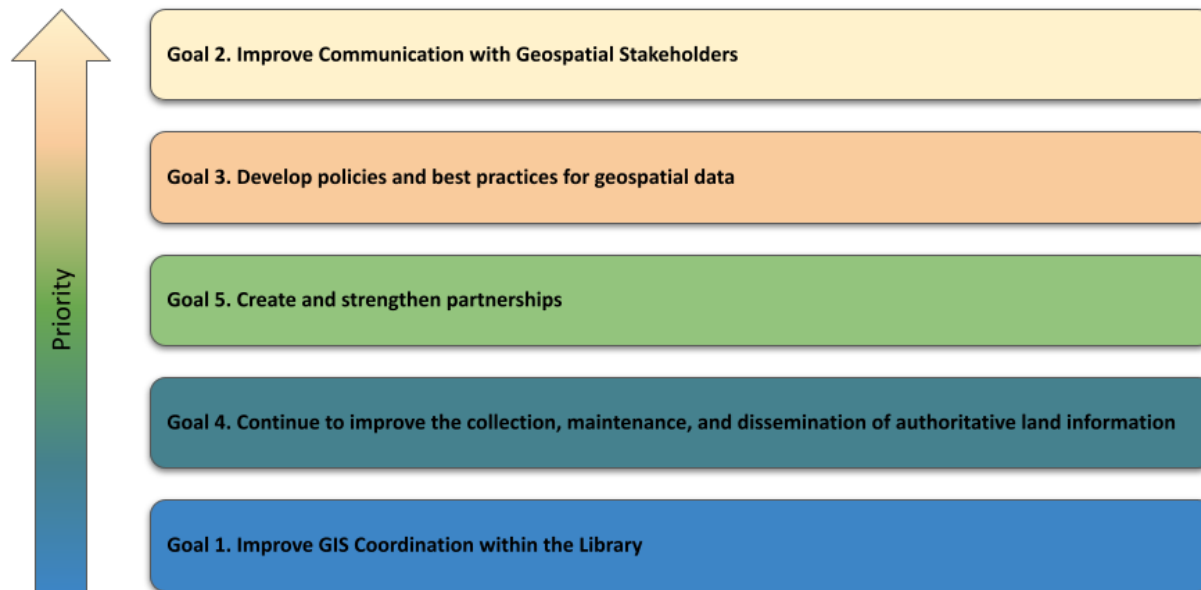 Goal 2. Improve Communication with Geospatial Stakeholders
Goal 3. Develop policies and best practices for geospatial data
Priority
Goal 5. Create and strengthen partnerships
Goal 4. Continue to improve the collection, maintenance, and dissemination of authoritative land information
Goal 1. Improve GIS Coordination within the Library